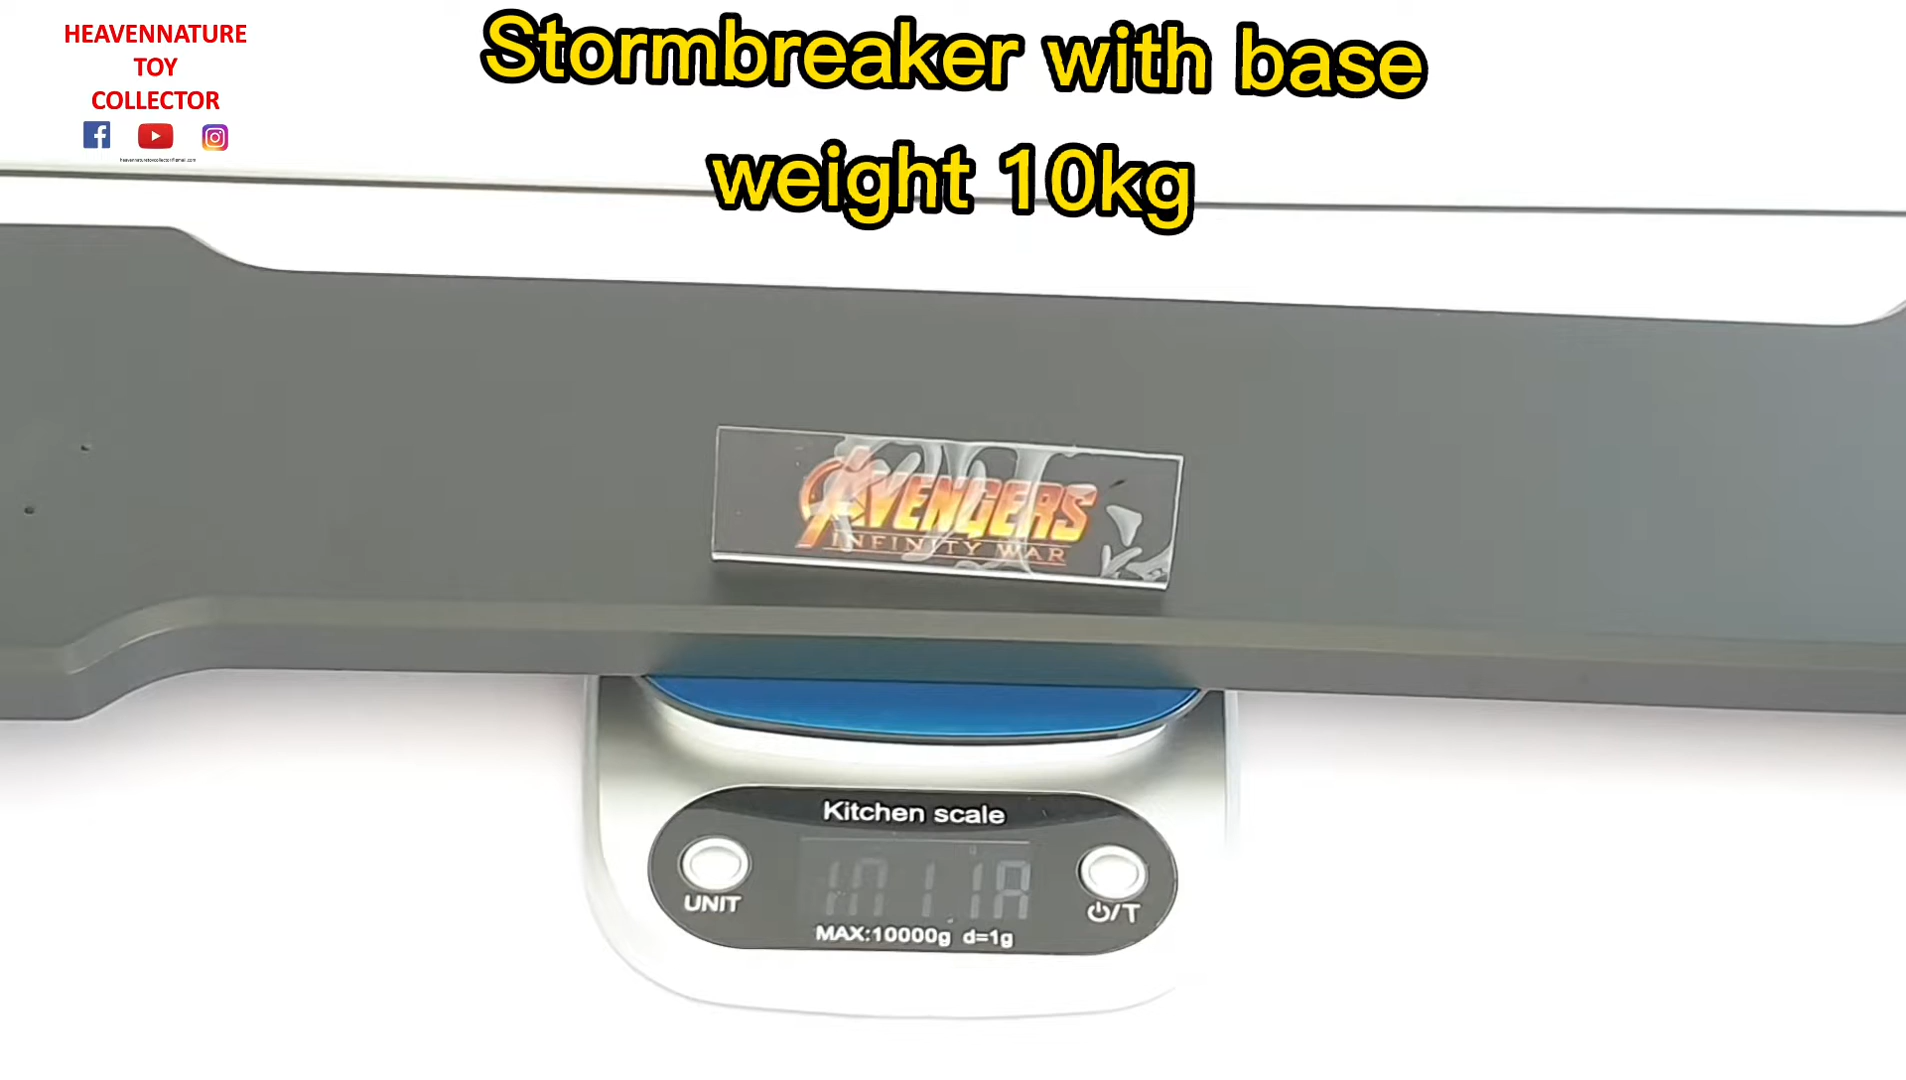 HEAVENNATURE
TOY
COLLECTOR
Stormbreaker with base
weight 10kg
AVENGERS
INFINITY WAR
Kitchen scale
UNIT
⏻/T
MAX:10000g d=1g